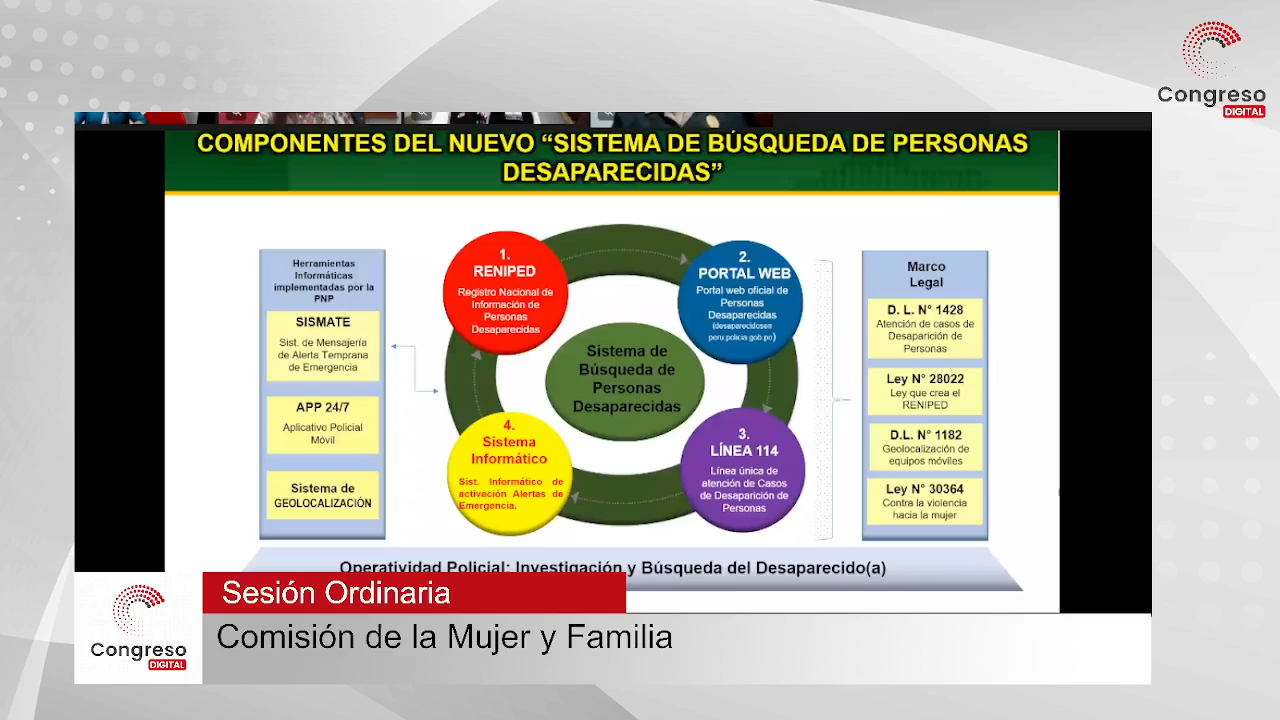 Congreso
DIGITAL
COMPONENTES DEL NUEVO “SISTEMA DE BÚSQUEDA DE PERSONAS
DESAPARECIDAS”
Herramientas
Informáticas
implementadas por la
PNP
SISMATE
Sist. de Mensajería
de Alerta Temprana
de Emergencia
APP 24/7
Aplicativo Policial
Móvil
Sistema de
GEOLOCALIZACIÓN
1.
RENIPED
Registro Nacional de
Información de
Personas
Desaparecidas
2.
PORTAL WEB
Portal web oficial de
Personas
Desaparecidas
(desaparecidosen
peru.policia.gob.pe)
Sistema de
Búsqueda de
Personas
Desaparecidas
4.
Sistema
Informático
Sist. Informático de
activación Alertas de
Emergencia.
3.
LÍNEA 114
Línea única de
atención de Casos
de Desaparición de
Personas
Marco
Legal
D. L. N° 1428
Atención de casos de
Desaparición de
Personas
Ley N° 28022
Ley que crea el
RENIPED
D.L. N° 1182
Geolocalización de
equipos móviles
Ley N° 30364
Contra la violencia
hacia la mujer
Operatividad Policial: Investigación y Búsqueda del Desaparecido(a)
Sesión Ordinaria
Comisión de la Mujer y Familia
Congreso
DIGITAL